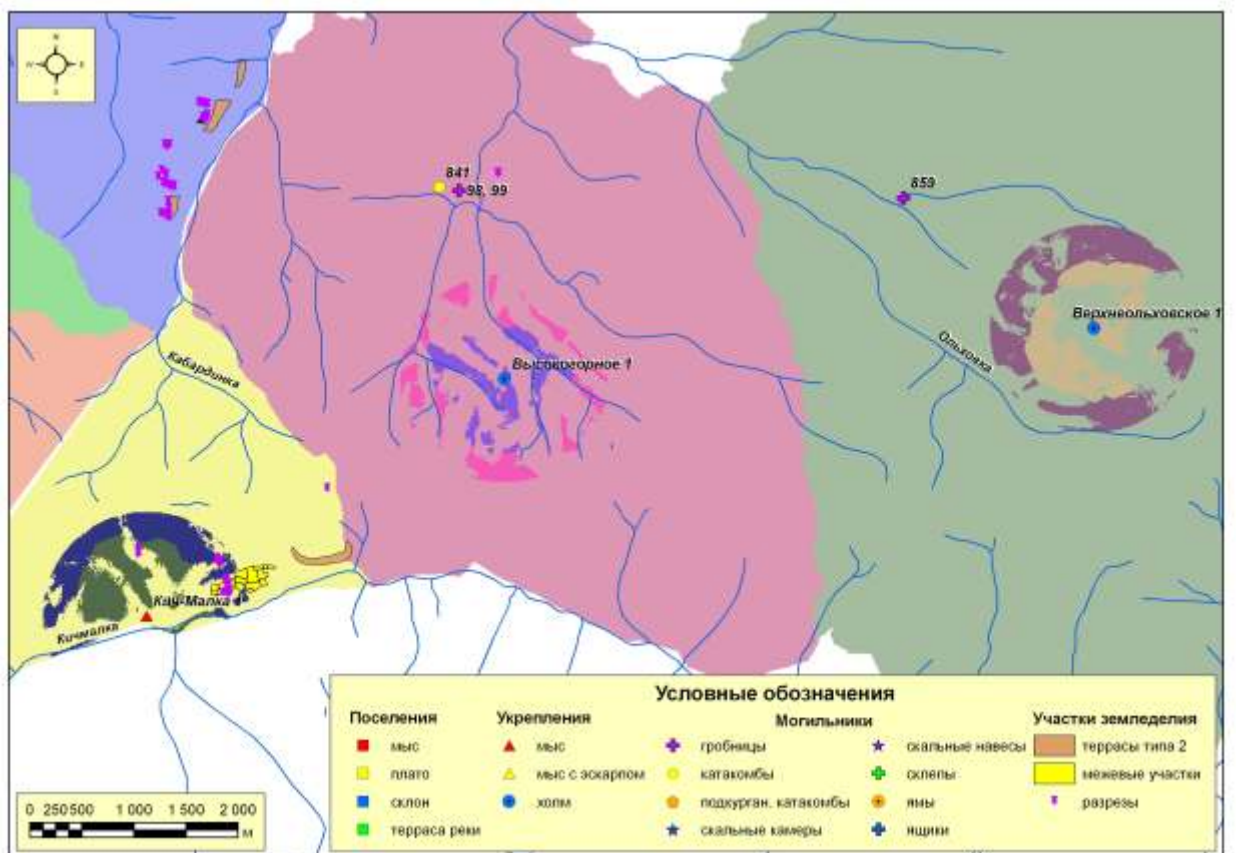 N
W E
S
841
98, 99
859
Верхнеольховское 1
Ольховка
Высокогорное 1
Кабардинка
Кич-Малка
Кичмалка
Условные обозначения
Поселения
мыс
плато
склон
терраса реки
Укрепления
мыс
мыс с эскарпом
холм
Могильники
гробницы
катакомбы
подкурган. катакомбы
скальные камеры
скальные навесы
склепы
ямы
ящики
Участки земледелия
террасы типа 2
межевые участки
разрезы
0 250 500 1 000 1 500 2 000
м